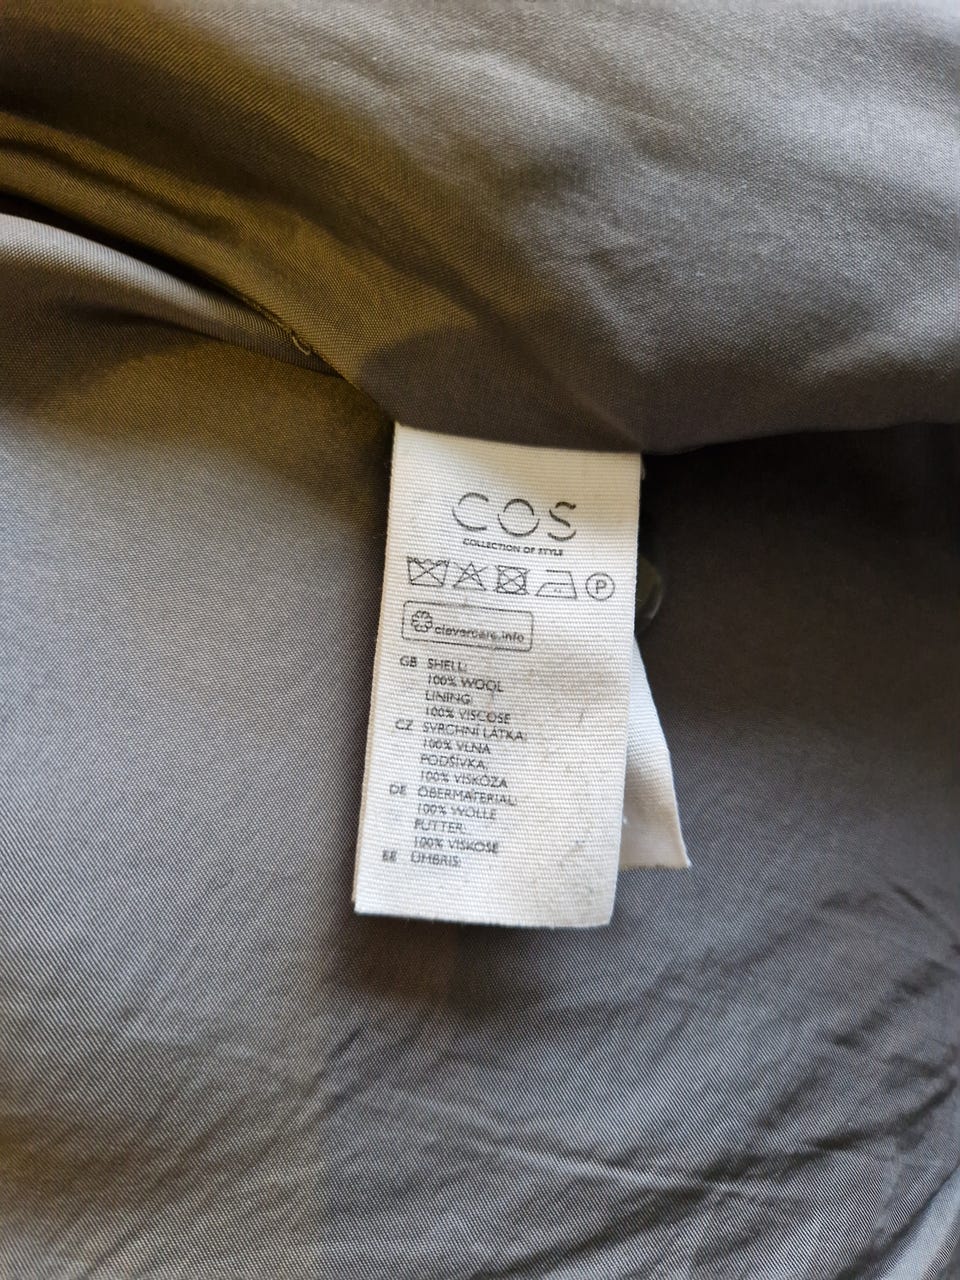 COS
COLLECTION OF STYLE
P
clevercare.info
GB SHELL:
100% WOOL
LINING:
100% VISCOSE
CZ SVRCHNÍ LÁTKA:
100% VLNA
PODŠÍVKA:
100% VISKÓZA
DE OBERMATERIAL:
100% WOLLE
FUTTER:
100% VISKOSE
EE ÜMBRIS: